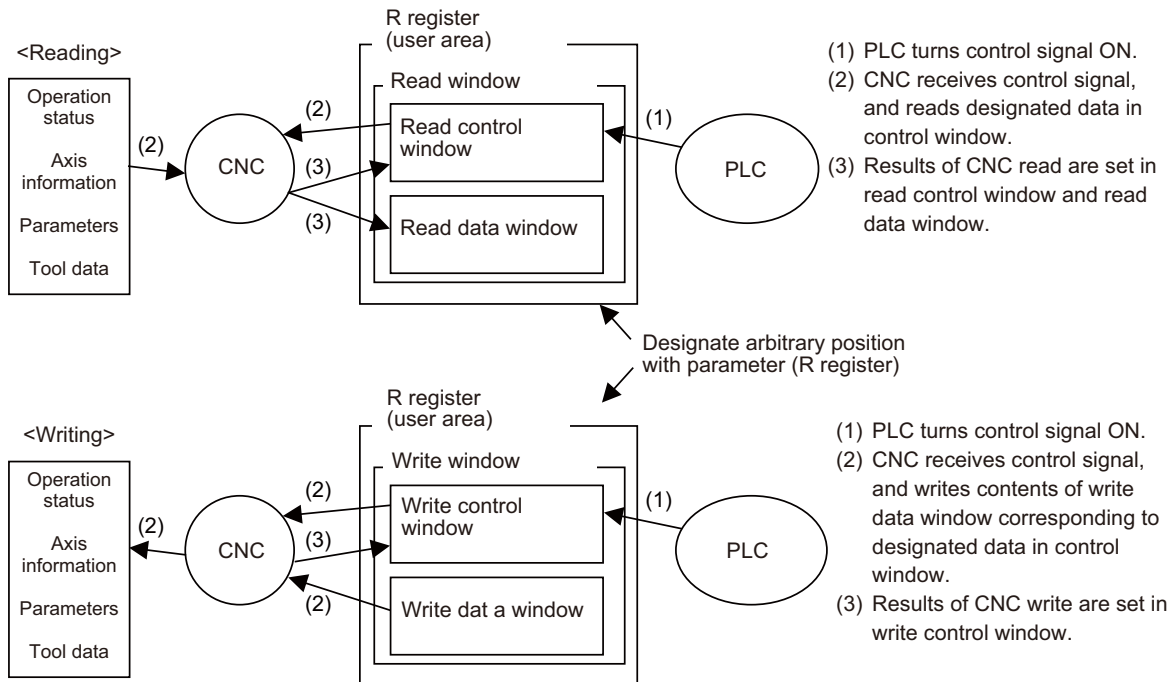 R register
(user area)
<Reading>
Read window
Operation
status
Axis
information
Parameters
Tool data
(2)
CNC
(2)
(3)
(3)
Read control
window
Read data window
(1)
PLC
(1) PLC turns control signal ON.
(2) CNC receives control signal,
and reads designated data in
control window.
(3) Results of CNC read are set in
read control window and read
data window.
Designate arbitrary position
with parameter (R register)
R register
(user area)
<Writing>
Write window
Operation
status
Axis
information
Parameters
Tool data
(2)
CNC
(2)
(3)
(2)
Write control
window
Write dat a window
(1)
PLC
(1) PLC turns control signal ON.
(2) CNC receives control signal,
and writes contents of write
data window corresponding to
designated data in control
window.
(3) Results of CNC write are set in
write control window.